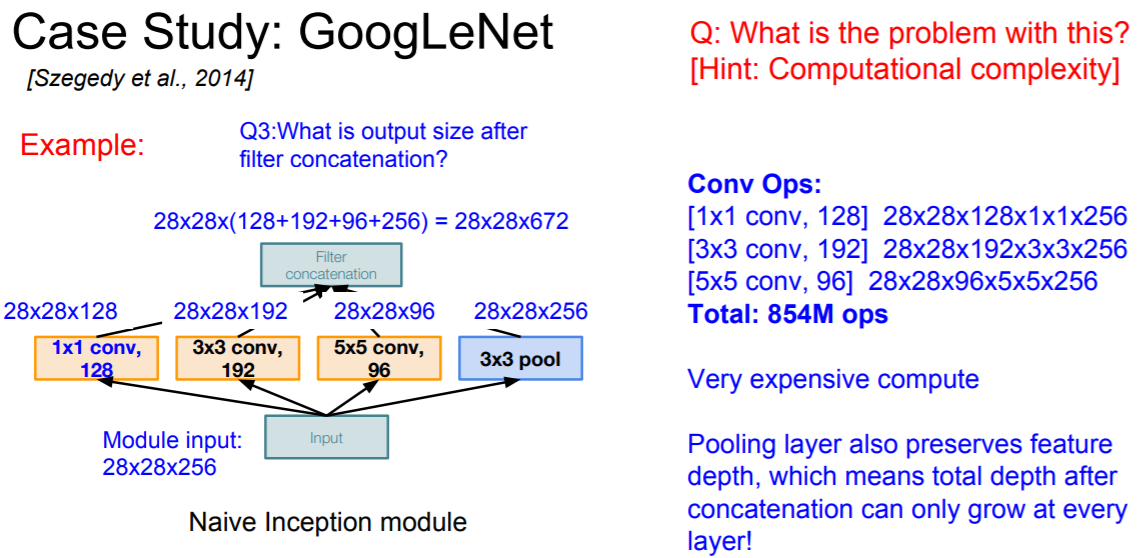 Case Study: GoogLeNet
[Szegedy et al., 2014]
Example:
Q3:What is output size after
filter concatenation?
28x28x(128+192+96+256) = 28x28x672
Filter
concatenation
28x28x128
28x28x192
28x28x96
28x28x256
1x1 conv,
128
3x3 conv,
192
5x5 conv,
96
3x3 pool
Module input:
28x28x256
Input
Naive Inception module
Q: What is the problem with this?
[Hint: Computational complexity]
Conv Ops:
[1x1 conv, 128] 28x28x128x1x1x256
[3x3 conv, 192] 28x28x192x3x3x256
[5x5 conv, 96] 28x28x96x5x5x256
Total: 854M ops
Very expensive compute
Pooling layer also preserves feature
depth, which means total depth after
concatenation can only grow at every
layer!